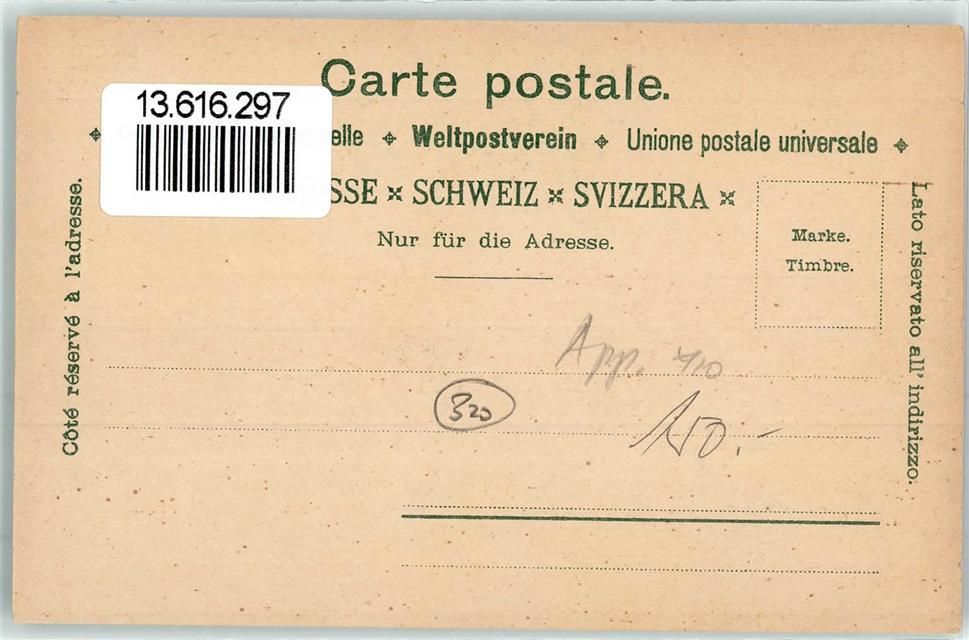 Carte postale.
13.616.297
elle ⌖ Weltpostverein ⌖ Unione postale universale ⌖
SSE × SCHWEIZ × SVIZZERA ×
Nur für die Adresse.
Marke.
Timbre.
Côté réservé à l'adresse.
Lato riservato all' indirizzo.
App.
320
150.-